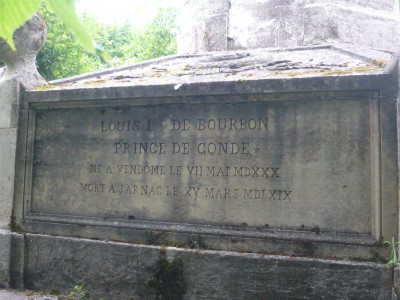 LOUIS Iᵉʳ DE BOURBON
PRINCE DE CONDE
NE A VENDOME LE VII MAI MDXXX
MORT A JARNAC LE XV MARS MDLXIX